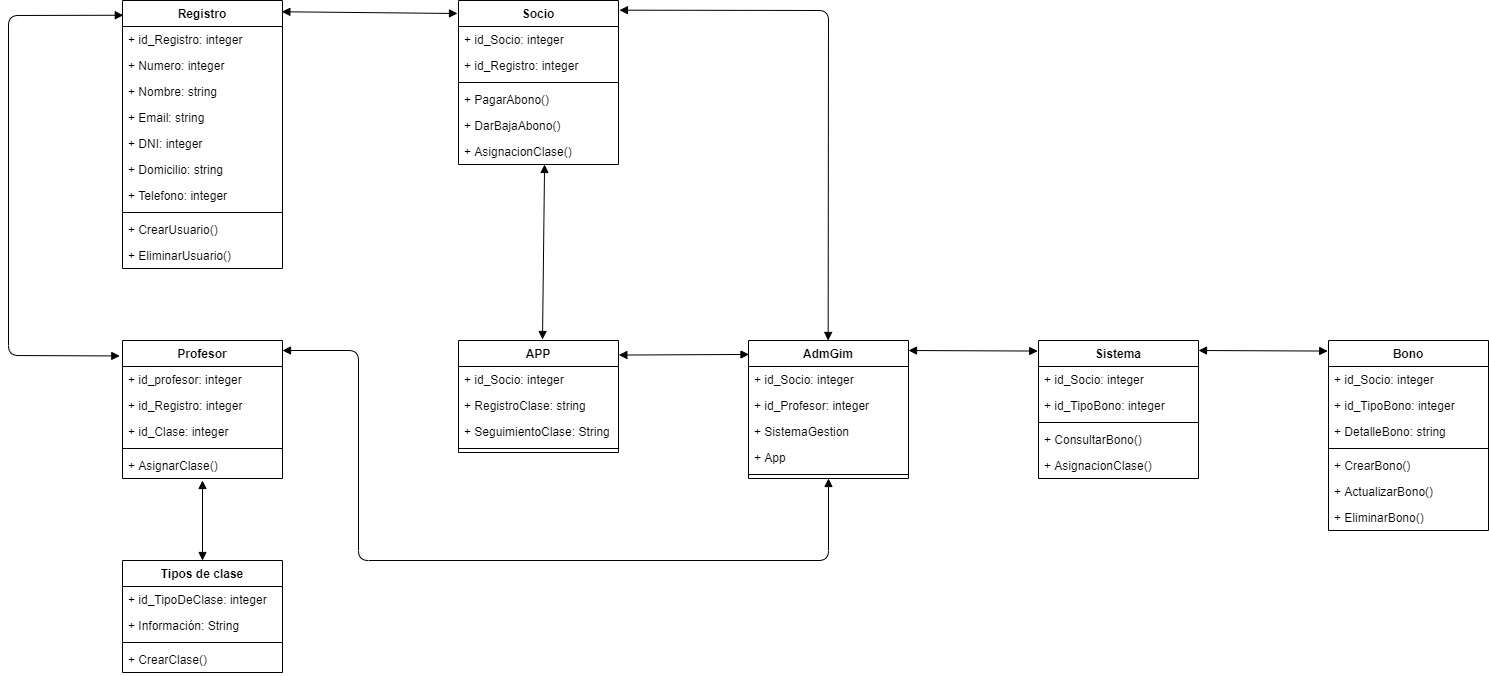 Registro
+ id_Registro: integer
+ Numero: integer
+ Nombre: string
+ Email: string
+ DNI: integer
+ Domicilio: string
+ Telefono: integer
+ CrearUsuario()
+ EliminarUsuario()
Socio
+ id_Socio: integer
+ id_Registro: integer
+ PagarAbono()
+ DarBajaAbono()
+ AsignacionClase()
Profesor
+ id_profesor: integer
+ id_Registro: integer
+ id_Clase: integer
+ AsignarClase()
APP
+ id_Socio: integer
+ RegistroClase: string
+ SeguimientoClase: String
AdmGim
+ id_Socio: integer
+ id_Profesor: integer
+ SistemaGestion
+ App
Sistema
+ id_Socio: integer
+ id_TipoBono: integer
+ ConsultarBono()
+ AsignacionClase()
Bono
+ id_Socio: integer
+ id_TipoBono: integer
+ DetalleBono: string
+ CrearBono()
+ ActualizarBono()
+ EliminarBono()
Tipos de clase
+ id_TipoDeClase: integer
+ Información: String
+ CrearClase()